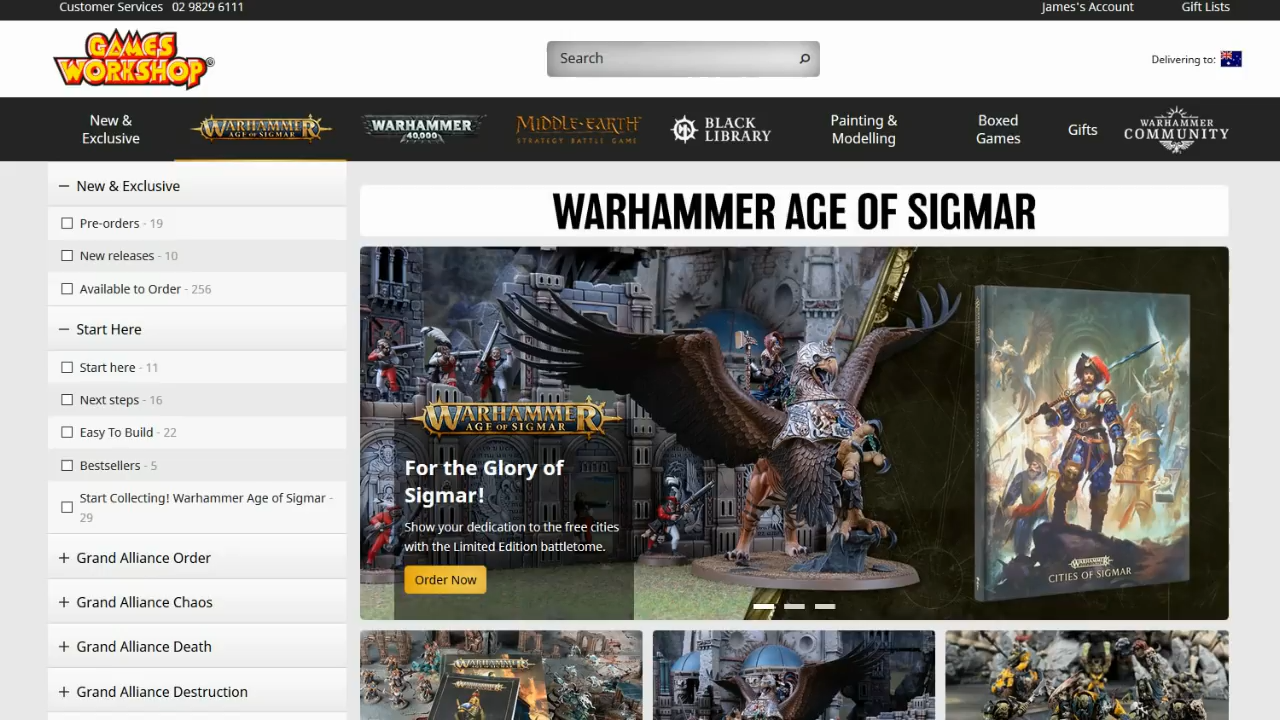 Customer Services 02 9829 6111
James's Account
Gift Lists
GAMES
WORKSHOP®
Search
Delivering to:
New &
Exclusive
WARHAMMER
AGE OF SIGMAR
WARHAMMER
40,000
MIDDLE-EARTH
STRATEGY BATTLE GAME
BLACK
LIBRARY
Painting &
Modelling
Boxed
Games
Gifts
WARHAMMER
COMMUNITY
New & Exclusive
Pre-orders - 19
New releases - 10
Available to Order - 256
Start Here
Start here - 11
Next steps - 16
Easy To Build - 22
Bestsellers - 5
Start Collecting! Warhammer Age of Sigmar -
29
Grand Alliance Order
Grand Alliance Chaos
Grand Alliance Death
Grand Alliance Destruction
WARHAMMER AGE OF SIGMAR
WARHAMMER
AGE OF SIGMAR
For the Glory of
Sigmar!
Show your dedication to the free cities
with the Limited Edition battletome.
Order Now
WARHAMMER
CITIES OF SIGMAR
WARHAMMER